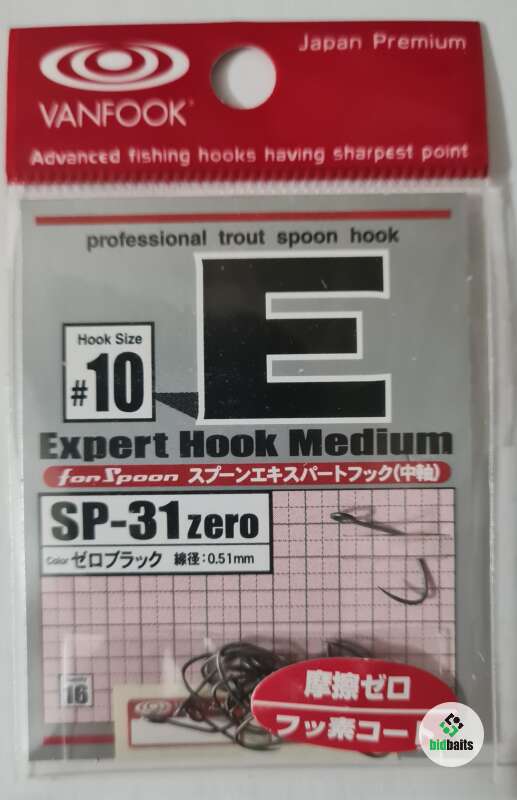 Japan Premium
VANFOOK
Advanced fishing hooks having sharpest point
professional trout spoon hook
E
Hook Size
#10
Expert Hook Medium
for Spoon スプーンエキスパートフック(中軸)
SP-31 zero
Color ゼロブラック 線径:0.51mm
16
摩擦ゼロ
フッ素コー
bidbaits